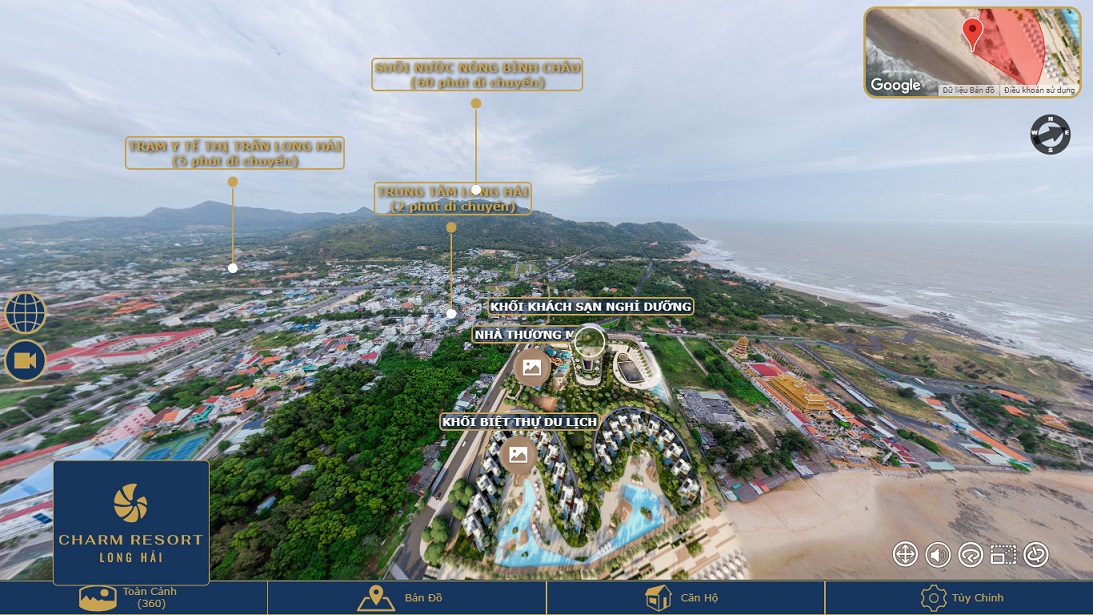 SUỐI NƯỚC NÓNG BÌNH CHÂU
(60 phút di chuyển)
TRẠM Y TẾ THỊ TRẤN LONG HẢI
(5 phút di chuyển)
TRUNG TÂM LONG HẢI
(2 phút di chuyển)
KHỐI KHÁCH SẠN NGHỈ DƯỠNG
NHÀ THƯƠNG
KHỐI BIỆT THỰ DU LỊCH
Google
Dữ liệu Bản đồ
Điều khoản sử dụng
N
W E
S
CHARM RESORT
LONG HẢI
Toàn Cảnh
(360)
Bản Đồ
Căn Hộ
Tùy Chỉnh